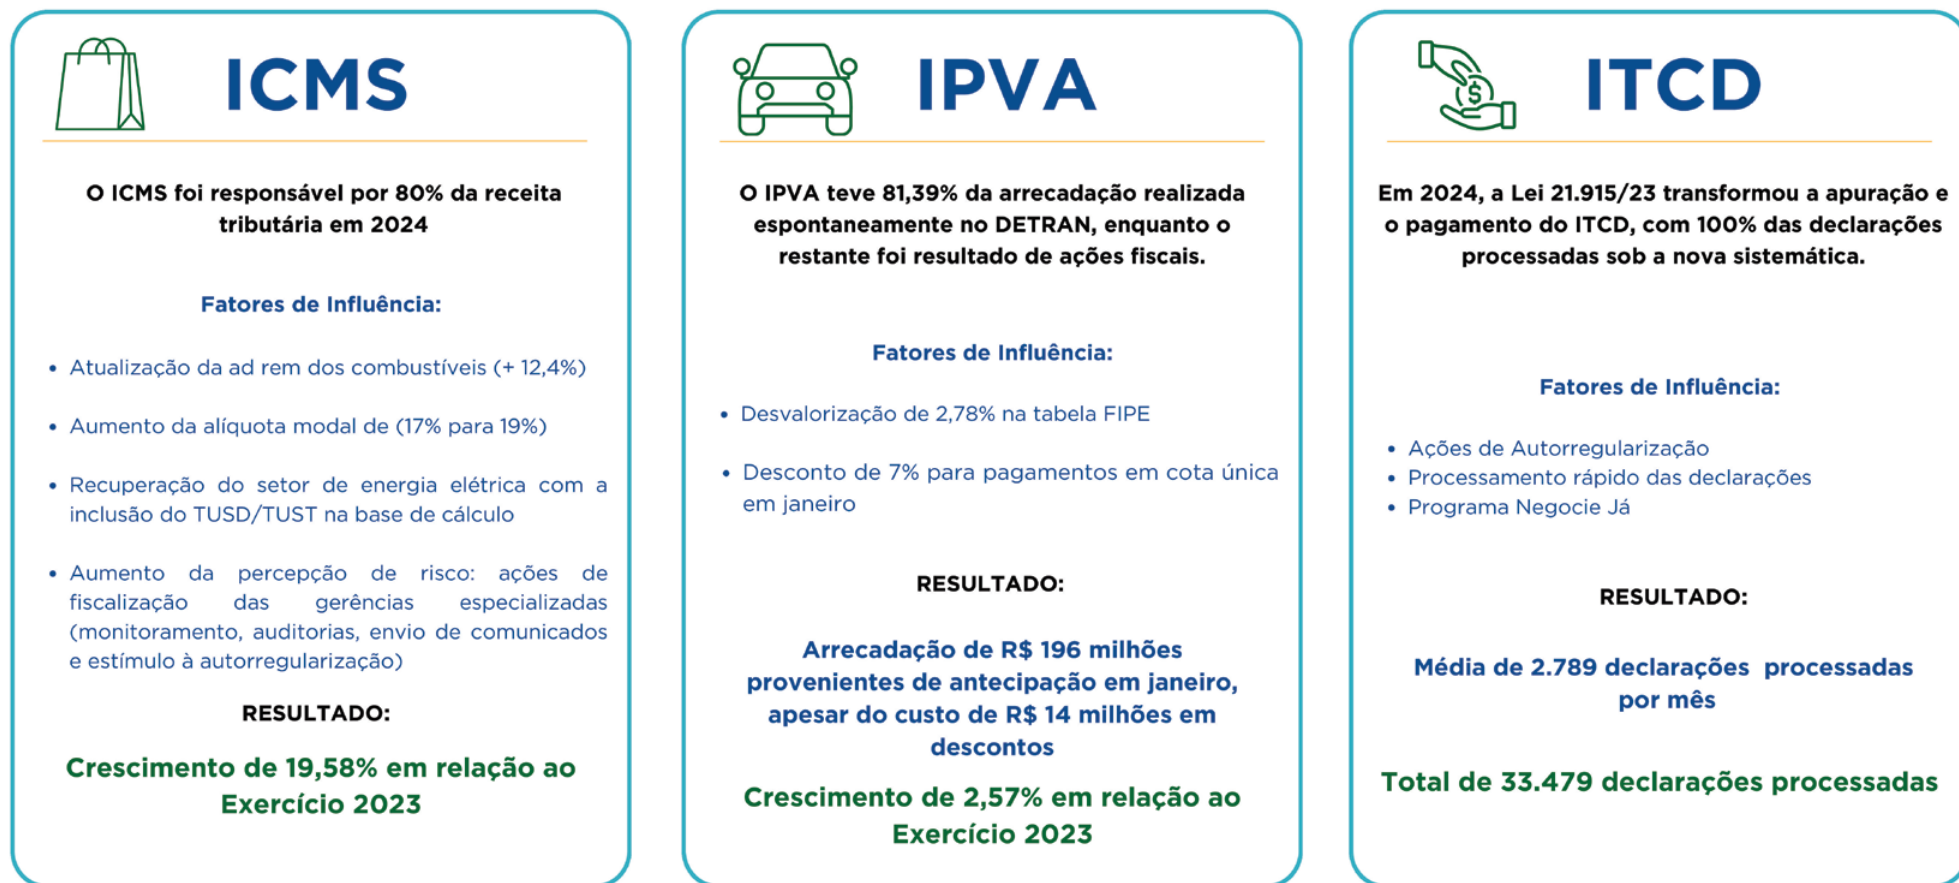 ICMS
O ICMS foi responsável por 80% da receita
tributária em 2024
Fatores de Influência:
• Atualização da ad rem dos combustíveis (+ 12,4%)
• Aumento da alíquota modal de (17% para 19%)
• Recuperação do setor de energia elétrica com a
inclusão do TUSD/TUST na base de cálculo
• Aumento da percepção de risco: ações de
fiscalização das gerências especializadas
(monitoramento, auditorias, envio de comunicados
e estímulo à autorregularização)
RESULTADO:
Crescimento de 19,58% em relação ao
Exercício 2023
IPVA
O IPVA teve 81,39% da arrecadação realizada
espontaneamente no DETRAN, enquanto o
restante foi resultado de ações fiscais.
Fatores de Influência:
• Desvalorização de 2,78% na tabela FIPE
• Desconto de 7% para pagamentos em cota única
em janeiro
RESULTADO:
Arrecadação de R$ 196 milhões
provenientes de antecipação em janeiro,
apesar do custo de R$ 14 milhões em
descontos
Crescimento de 2,57% em relação ao
Exercício 2023
$
ITCD
Em 2024, a Lei 21.915/23 transformou a apuração e
o pagamento do ITCD, com 100% das declarações
processadas sob a nova sistemática.
Fatores de Influência:
• Ações de Autorregularização
• Processamento rápido das declarações
• Programa Negocie Já
RESULTADO:
Média de 2.789 declarações processadas
por mês
Total de 33.479 declarações processadas